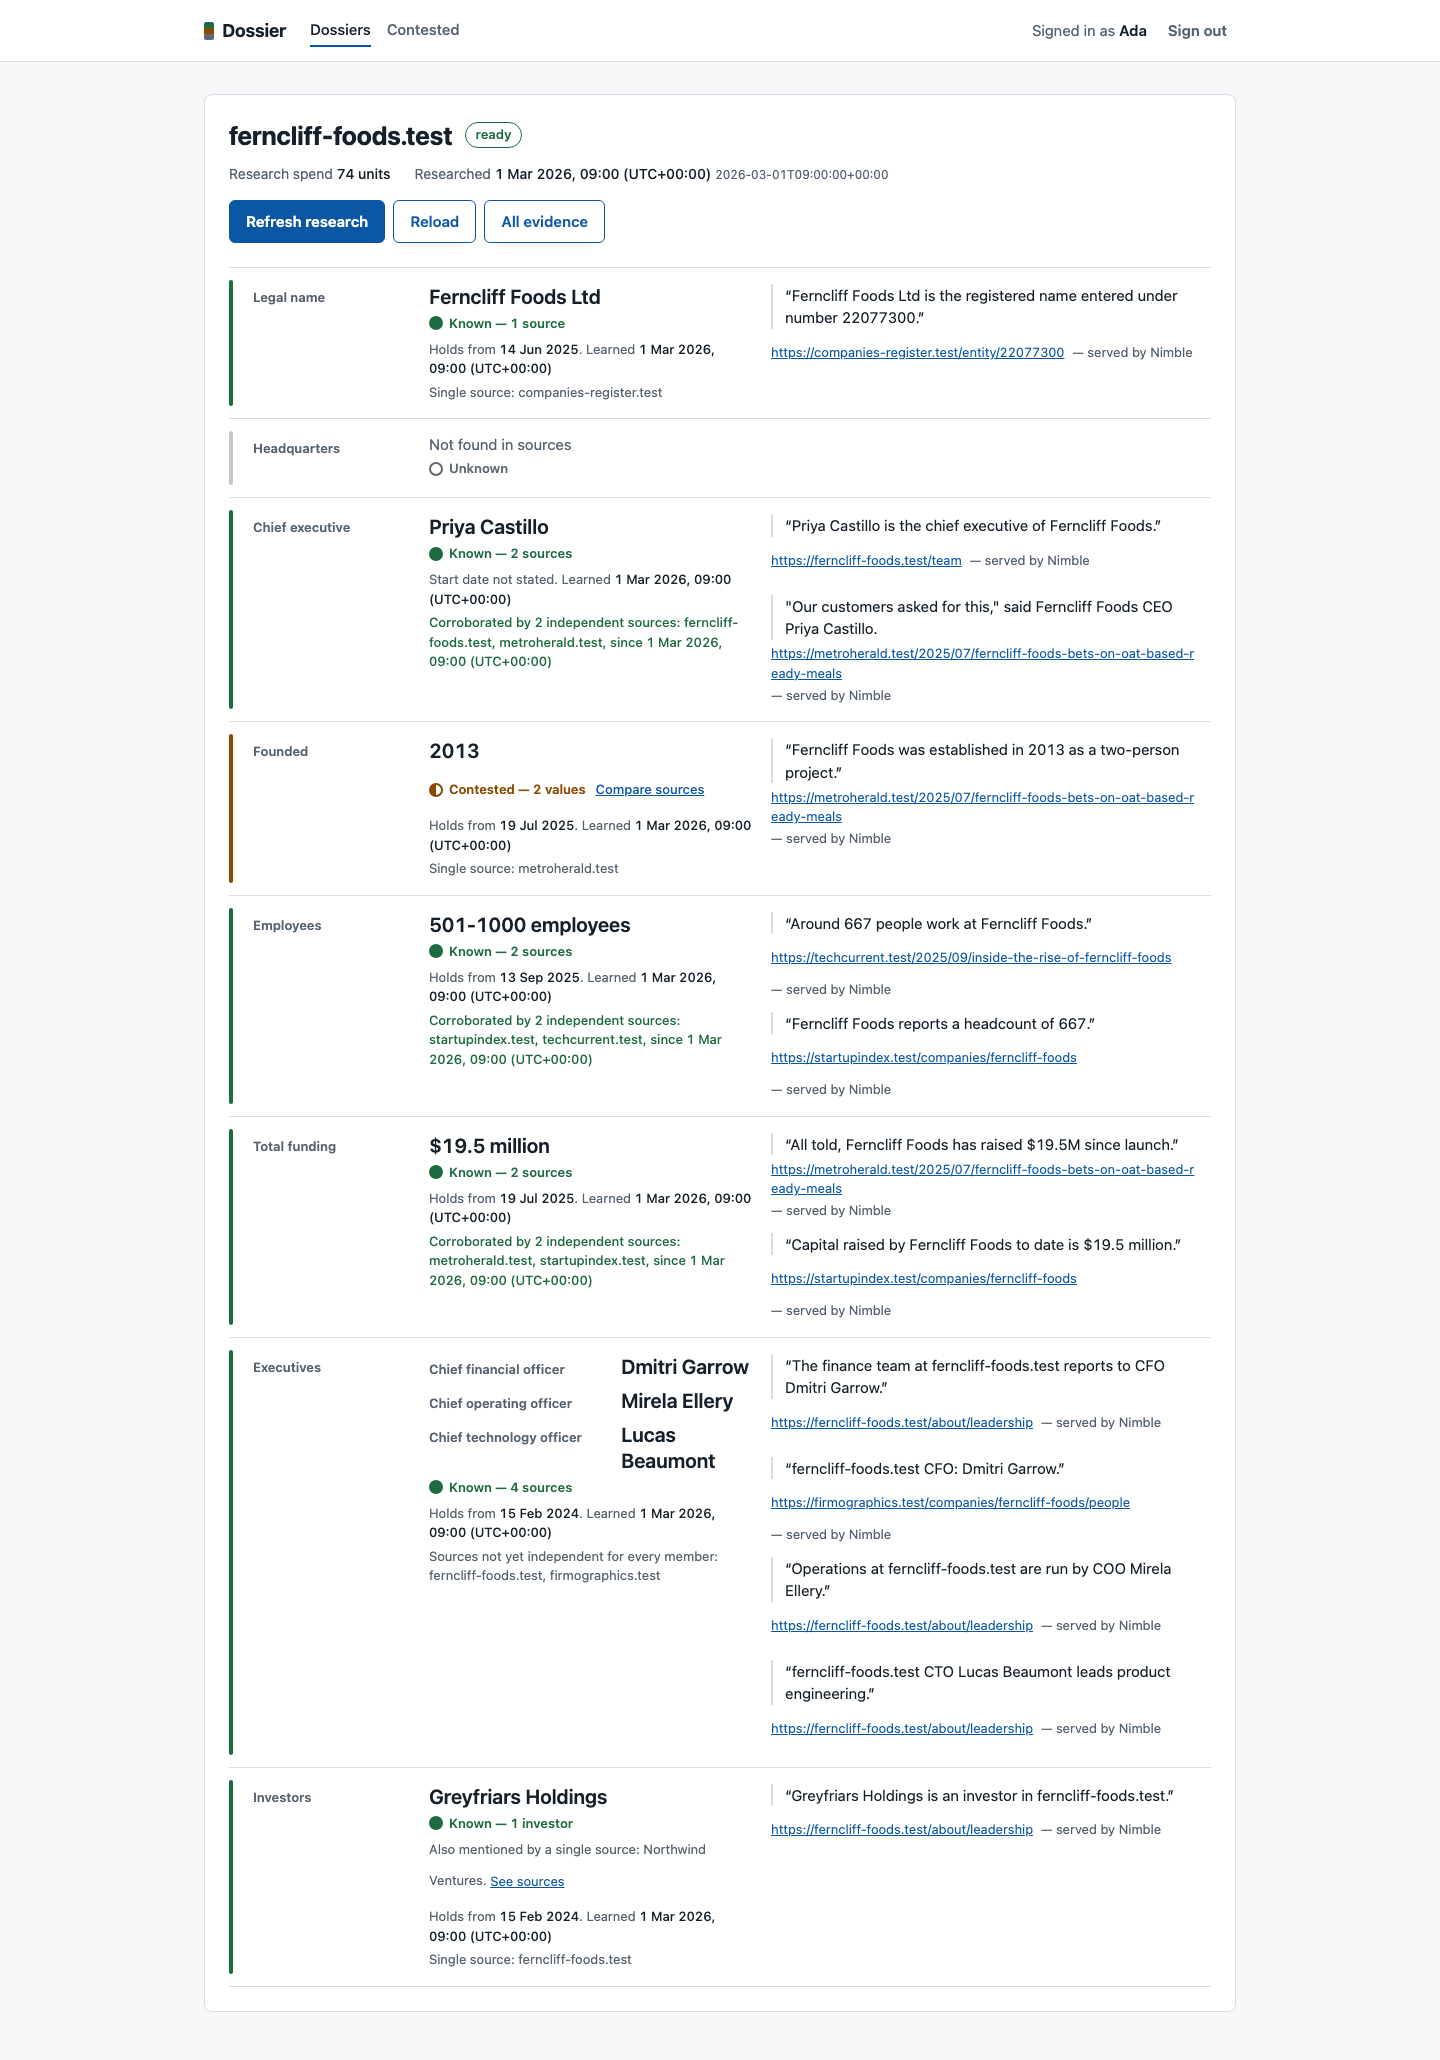 Dossier
Dossiers
Contested
Signed in as Ada
Sign out
ferncliff-foods.test
ready
Research spend 74 units
Researched 1 Mar 2026, 09:00 (UTC+00:00) 2026-03-01T09:00:00+00:00
Refresh research
Reload
All evidence
Legal name
Ferncliff Foods Ltd
Known — 1 source
Holds from 14 Jun 2025. Learned 1 Mar 2026,
09:00 (UTC+00:00)
Single source: companies-register.test
“Ferncliff Foods Ltd is the registered name entered under
number 22077300.”
https://companies-register.test/entity/22077300 — served by Nimble
Headquarters
Not found in sources
Unknown
Chief executive
Priya Castillo
Known — 2 sources
Start date not stated. Learned 1 Mar 2026, 09:00
(UTC+00:00)
Corroborated by 2 independent sources: ferncliff-
foods.test, metroherald.test, since 1 Mar 2026,
09:00 (UTC+00:00)
“Priya Castillo is the chief executive of Ferncliff Foods.”
https://ferncliff-foods.test/team — served by Nimble
"Our customers asked for this," said Ferncliff Foods CEO
Priya Castillo.
https://metroherald.test/2025/07/ferncliff-foods-bets-on-oat-based-r
eady-meals
— served by Nimble
Founded
2013
Contested — 2 values Compare sources
Holds from 19 Jul 2025. Learned 1 Mar 2026, 09:00
(UTC+00:00)
Single source: metroherald.test
“Ferncliff Foods was established in 2013 as a two-person
project.”
https://metroherald.test/2025/07/ferncliff-foods-bets-on-oat-based-r
eady-meals
— served by Nimble
Employees
501-1000 employees
Known — 2 sources
Holds from 13 Sep 2025. Learned 1 Mar 2026,
09:00 (UTC+00:00)
Corroborated by 2 independent sources:
startupindex.test, techcurrent.test, since 1 Mar
2026, 09:00 (UTC+00:00)
“Around 667 people work at Ferncliff Foods.”
https://techcurrent.test/2025/09/inside-the-rise-of-ferncliff-foods
— served by Nimble
“Ferncliff Foods reports a headcount of 667.”
https://startupindex.test/companies/ferncliff-foods
— served by Nimble
Total funding
$19.5 million
Known — 2 sources
Holds from 19 Jul 2025. Learned 1 Mar 2026, 09:00
(UTC+00:00)
Corroborated by 2 independent sources:
metroherald.test, startupindex.test, since 1 Mar
2026, 09:00 (UTC+00:00)
“All told, Ferncliff Foods has raised $19.5M since launch.”
https://metroherald.test/2025/07/ferncliff-foods-bets-on-oat-based-r
eady-meals
— served by Nimble
“Capital raised by Ferncliff Foods to date is $19.5 million.”
https://startupindex.test/companies/ferncliff-foods
— served by Nimble
Executives
Chief financial officer Dmitri Garrow
Chief operating officer Mirela Ellery
Chief technology officer Lucas
Beaumont
Known — 4 sources
Holds from 15 Feb 2024. Learned 1 Mar 2026,
09:00 (UTC+00:00)
Sources not yet independent for every member:
ferncliff-foods.test, firmographics.test
“The finance team at ferncliff-foods.test reports to CFO
Dmitri Garrow.”
https://ferncliff-foods.test/about/leadership — served by Nimble
“ferncliff-foods.test CFO: Dmitri Garrow.”
https://firmographics.test/companies/ferncliff-foods/people
— served by Nimble
“Operations at ferncliff-foods.test are run by COO Mirela
Ellery.”
https://ferncliff-foods.test/about/leadership — served by Nimble
“ferncliff-foods.test CTO Lucas Beaumont leads product
engineering.”
https://ferncliff-foods.test/about/leadership — served by Nimble
Investors
Greyfriars Holdings
Known — 1 investor
Also mentioned by a single source: Northwind
Ventures. See sources
Holds from 15 Feb 2024. Learned 1 Mar 2026,
09:00 (UTC+00:00)
Single source: ferncliff-foods.test
“Greyfriars Holdings is an investor in ferncliff-foods.test.”
https://ferncliff-foods.test/about/leadership — served by Nimble